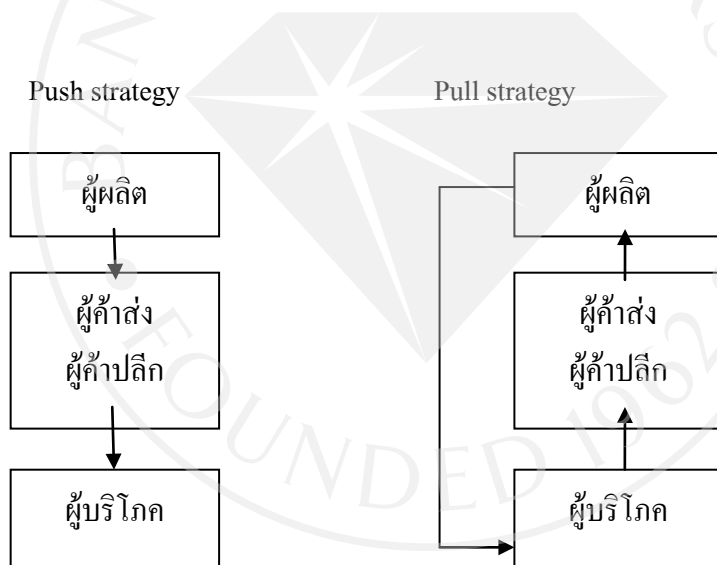 Push strategy
ผู้ผลิต
ผู้ค้าส่ง
ผู้ค้าปลีก
ผู้บริโภค
Pull strategy
ผู้ผลิต
ผู้ค้าส่ง
ผู้ค้าปลีก
ผู้บริโภค
FOUNDED 1962